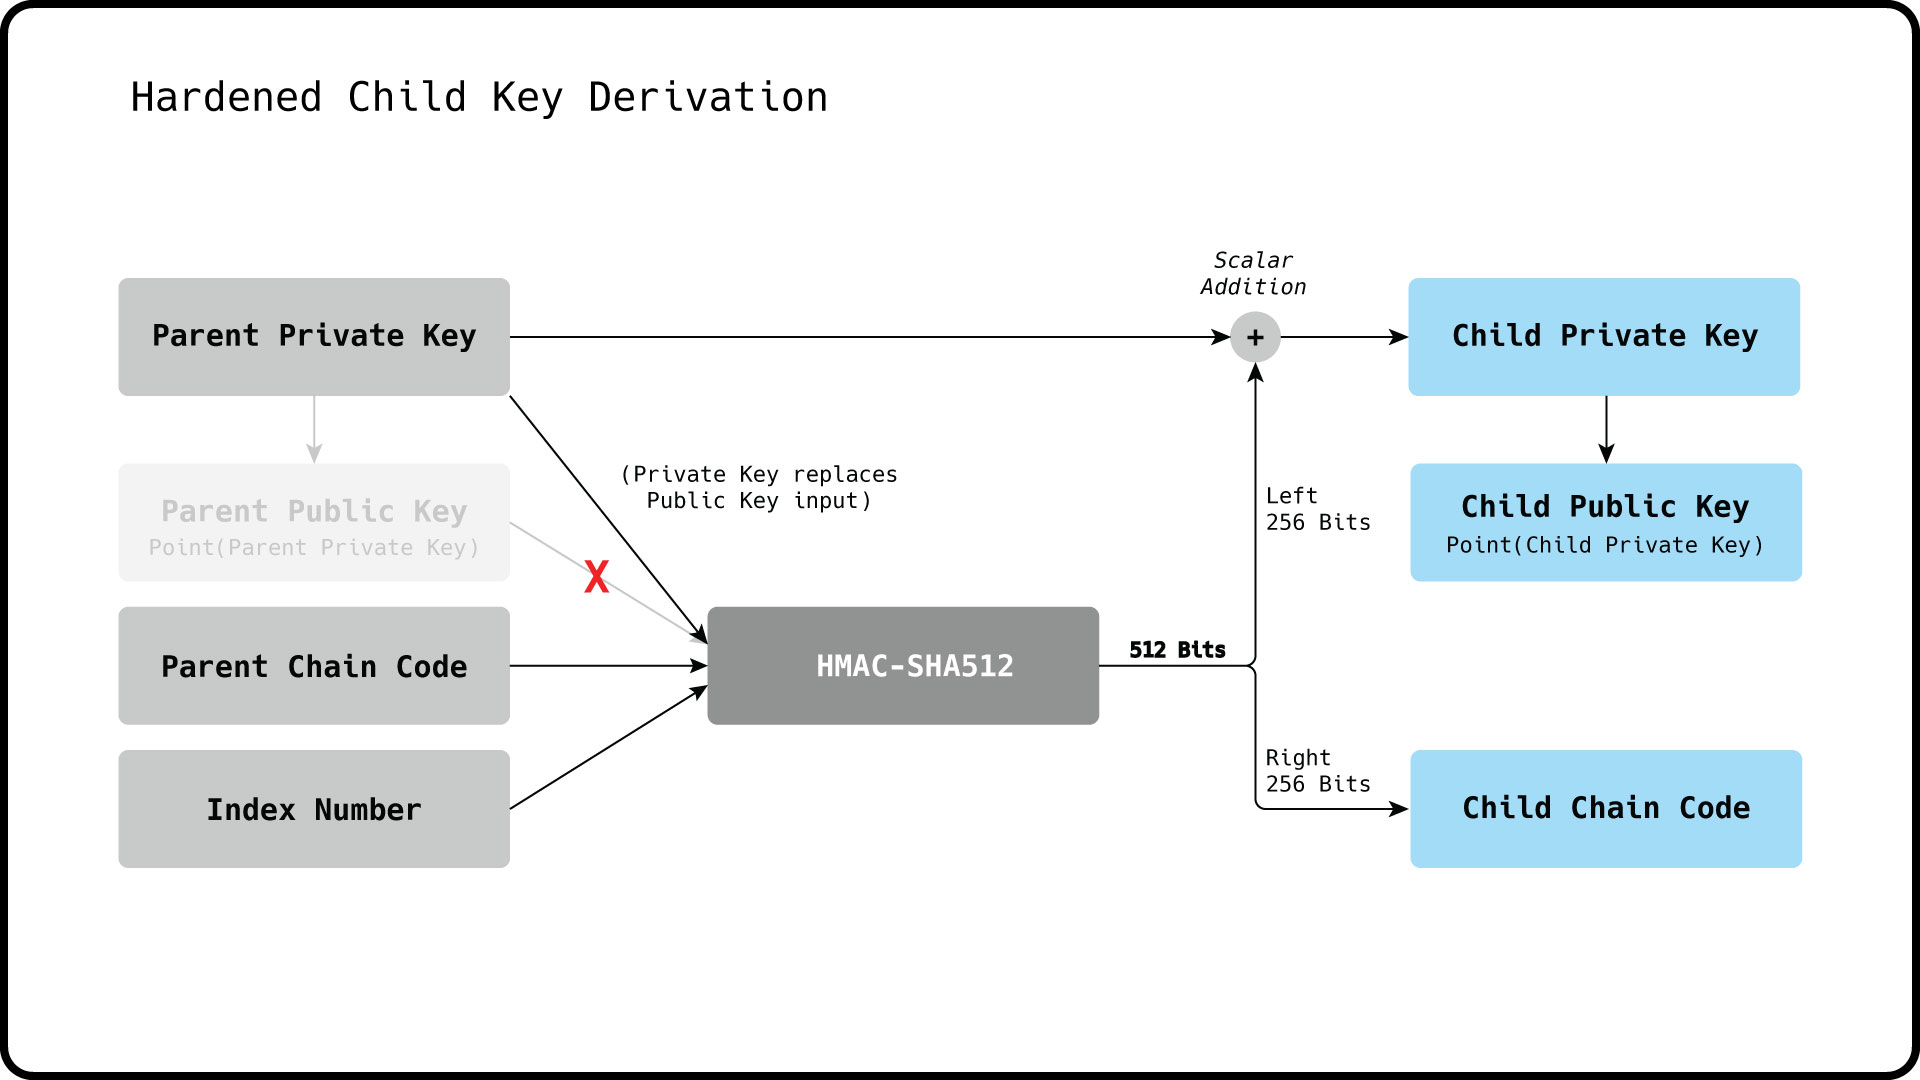 Hardened Child Key Derivation
Scalar
Addition
Parent Private Key
+
Child Private Key
(Private Key replaces
Public Key input)
Left
256 Bits
Parent Public Key
Point(Parent Private Key)
X
Child Public Key
Point(Child Private Key)
Parent Chain Code
HMAC-SHA512
512 Bits
Right
256 Bits
Index Number
Child Chain Code